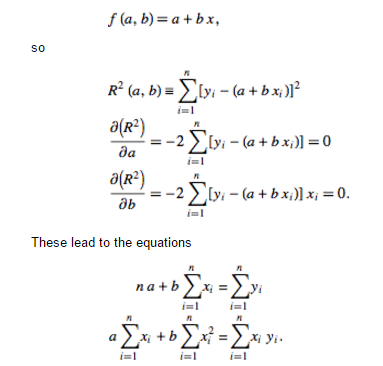 f (a, b) = a + b x,
so
R² (a, b) ≡ ∑ᵢ₌₁ⁿ [yᵢ – (a + b xᵢ)]²
∂(R²)/∂a = –2 ∑ᵢ₌₁ⁿ [yᵢ – (a + b xᵢ)] = 0
∂(R²)/∂b = –2 ∑ᵢ₌₁ⁿ [yᵢ – (a + b xᵢ)] xᵢ = 0.
These lead to the equations
n a + b ∑ᵢ₌₁ⁿ xᵢ = ∑ᵢ₌₁ⁿ yᵢ
a ∑ᵢ₌₁ⁿ xᵢ + b ∑ᵢ₌₁ⁿ xᵢ² = ∑ᵢ₌₁ⁿ xᵢ yᵢ.